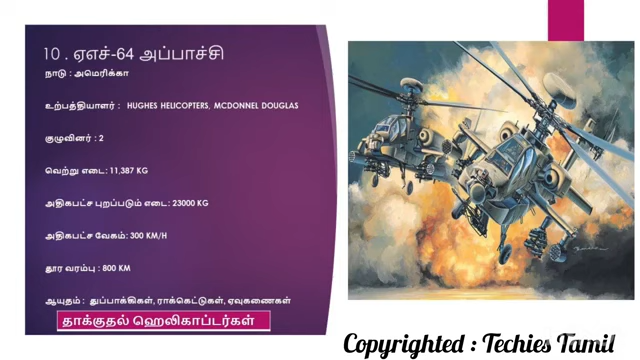 10 . ஏஎச்-64 அப்பாச்சி
நாடு : அமெரிக்கா
உற்பத்தியாளர் : HUGHES HELICOPTERS, MCDONNEL DOUGLAS
குழுவினர் : 2
வெற்று எடை: 11,387 KG
அதிகபட்ச புறப்படும் எடை: 23000 KG
அதிகபட்ச வேகம்: 300 KM/H
தூர வரம்பு : 800 KM
ஆயுதம் : துப்பாக்கிகள், ராக்கெட்டுகள், ஏவுகணைகள்
தாக்குதல் ஹெலிகாப்டர்கள்
Copyrighted : Techies Tamil